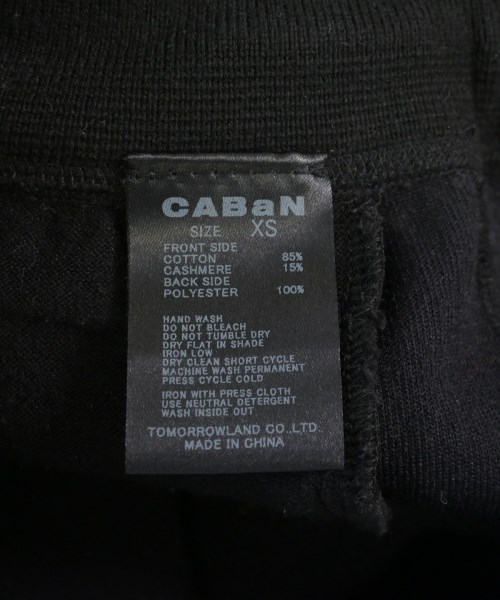 CABaN
SIZE XS
FRONT SIDE
COTTON 85%
CASHMERE 15%
BACK SIDE
POLYESTER 100%
HAND WASH
DO NOT BLEACH
DO NOT TUMBLE DRY
DRY FLAT IN SHADE
IRON LOW
DRY CLEAN SHORT CYCLE
MACHINE WASH PERMANENT
PRESS CYCLE COLD
IRON WITH PRESS CLOTH
USE NEUTRAL DETERGENT
WASH INSIDE OUT
TOMORROWLAND CO.,LTD.
MADE IN CHINA